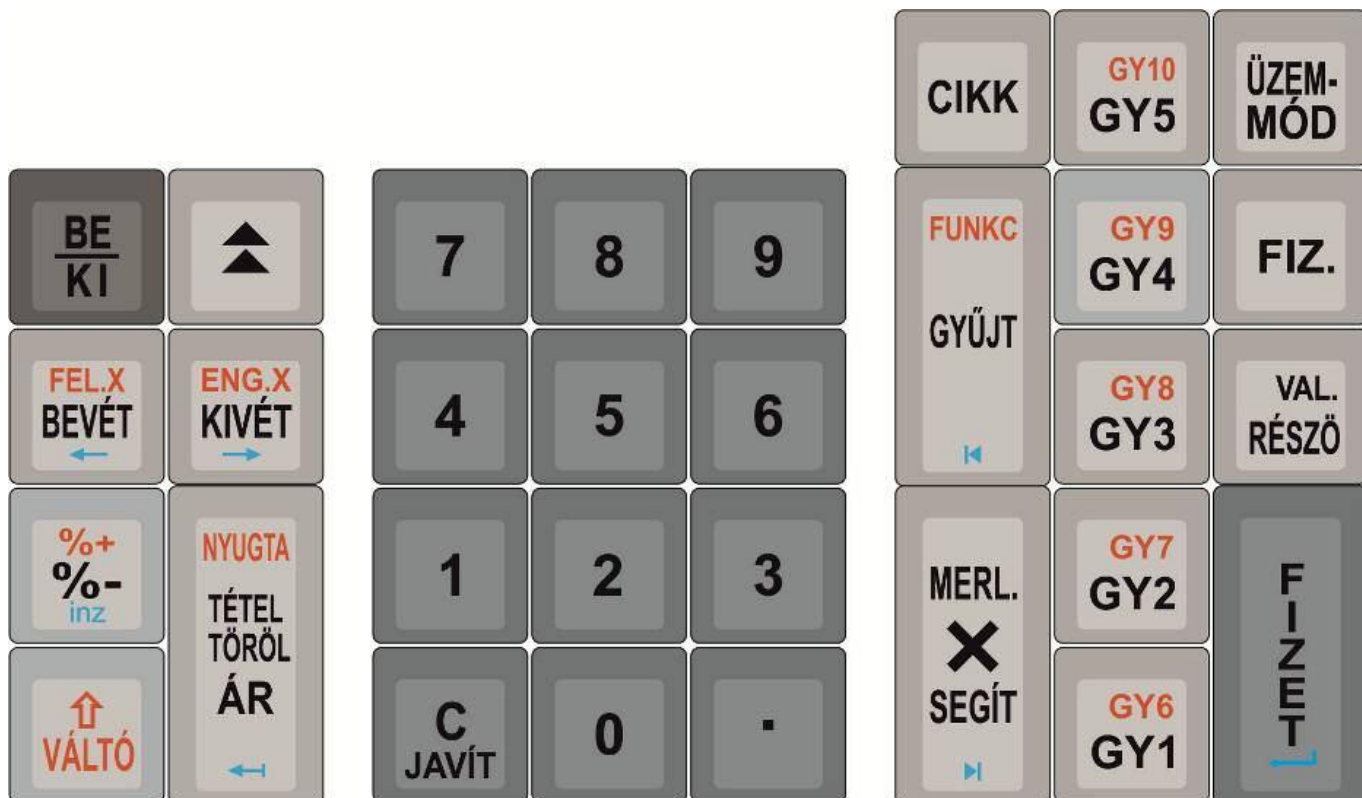 BE
KI
FEL.X
BEVÉT
ENG.X
KIVÉT
%+
%-
inz
NYUGTA
TÉTEL
TÖRÖL
ÁR
VÁLTÓ
7
8
9
4
5
6
1
2
3
C
JAVÍT
0
.
CIKK
GY10
GY5
ÜZEM-
MÓD
FUNKC
GYŰJT
GY9
GY4
FIZ.
GY8
GY3
VAL.
RÉSZÖ
MERL.
X
SEGÍT
GY7
GY2
GY6
GY1
FIZET